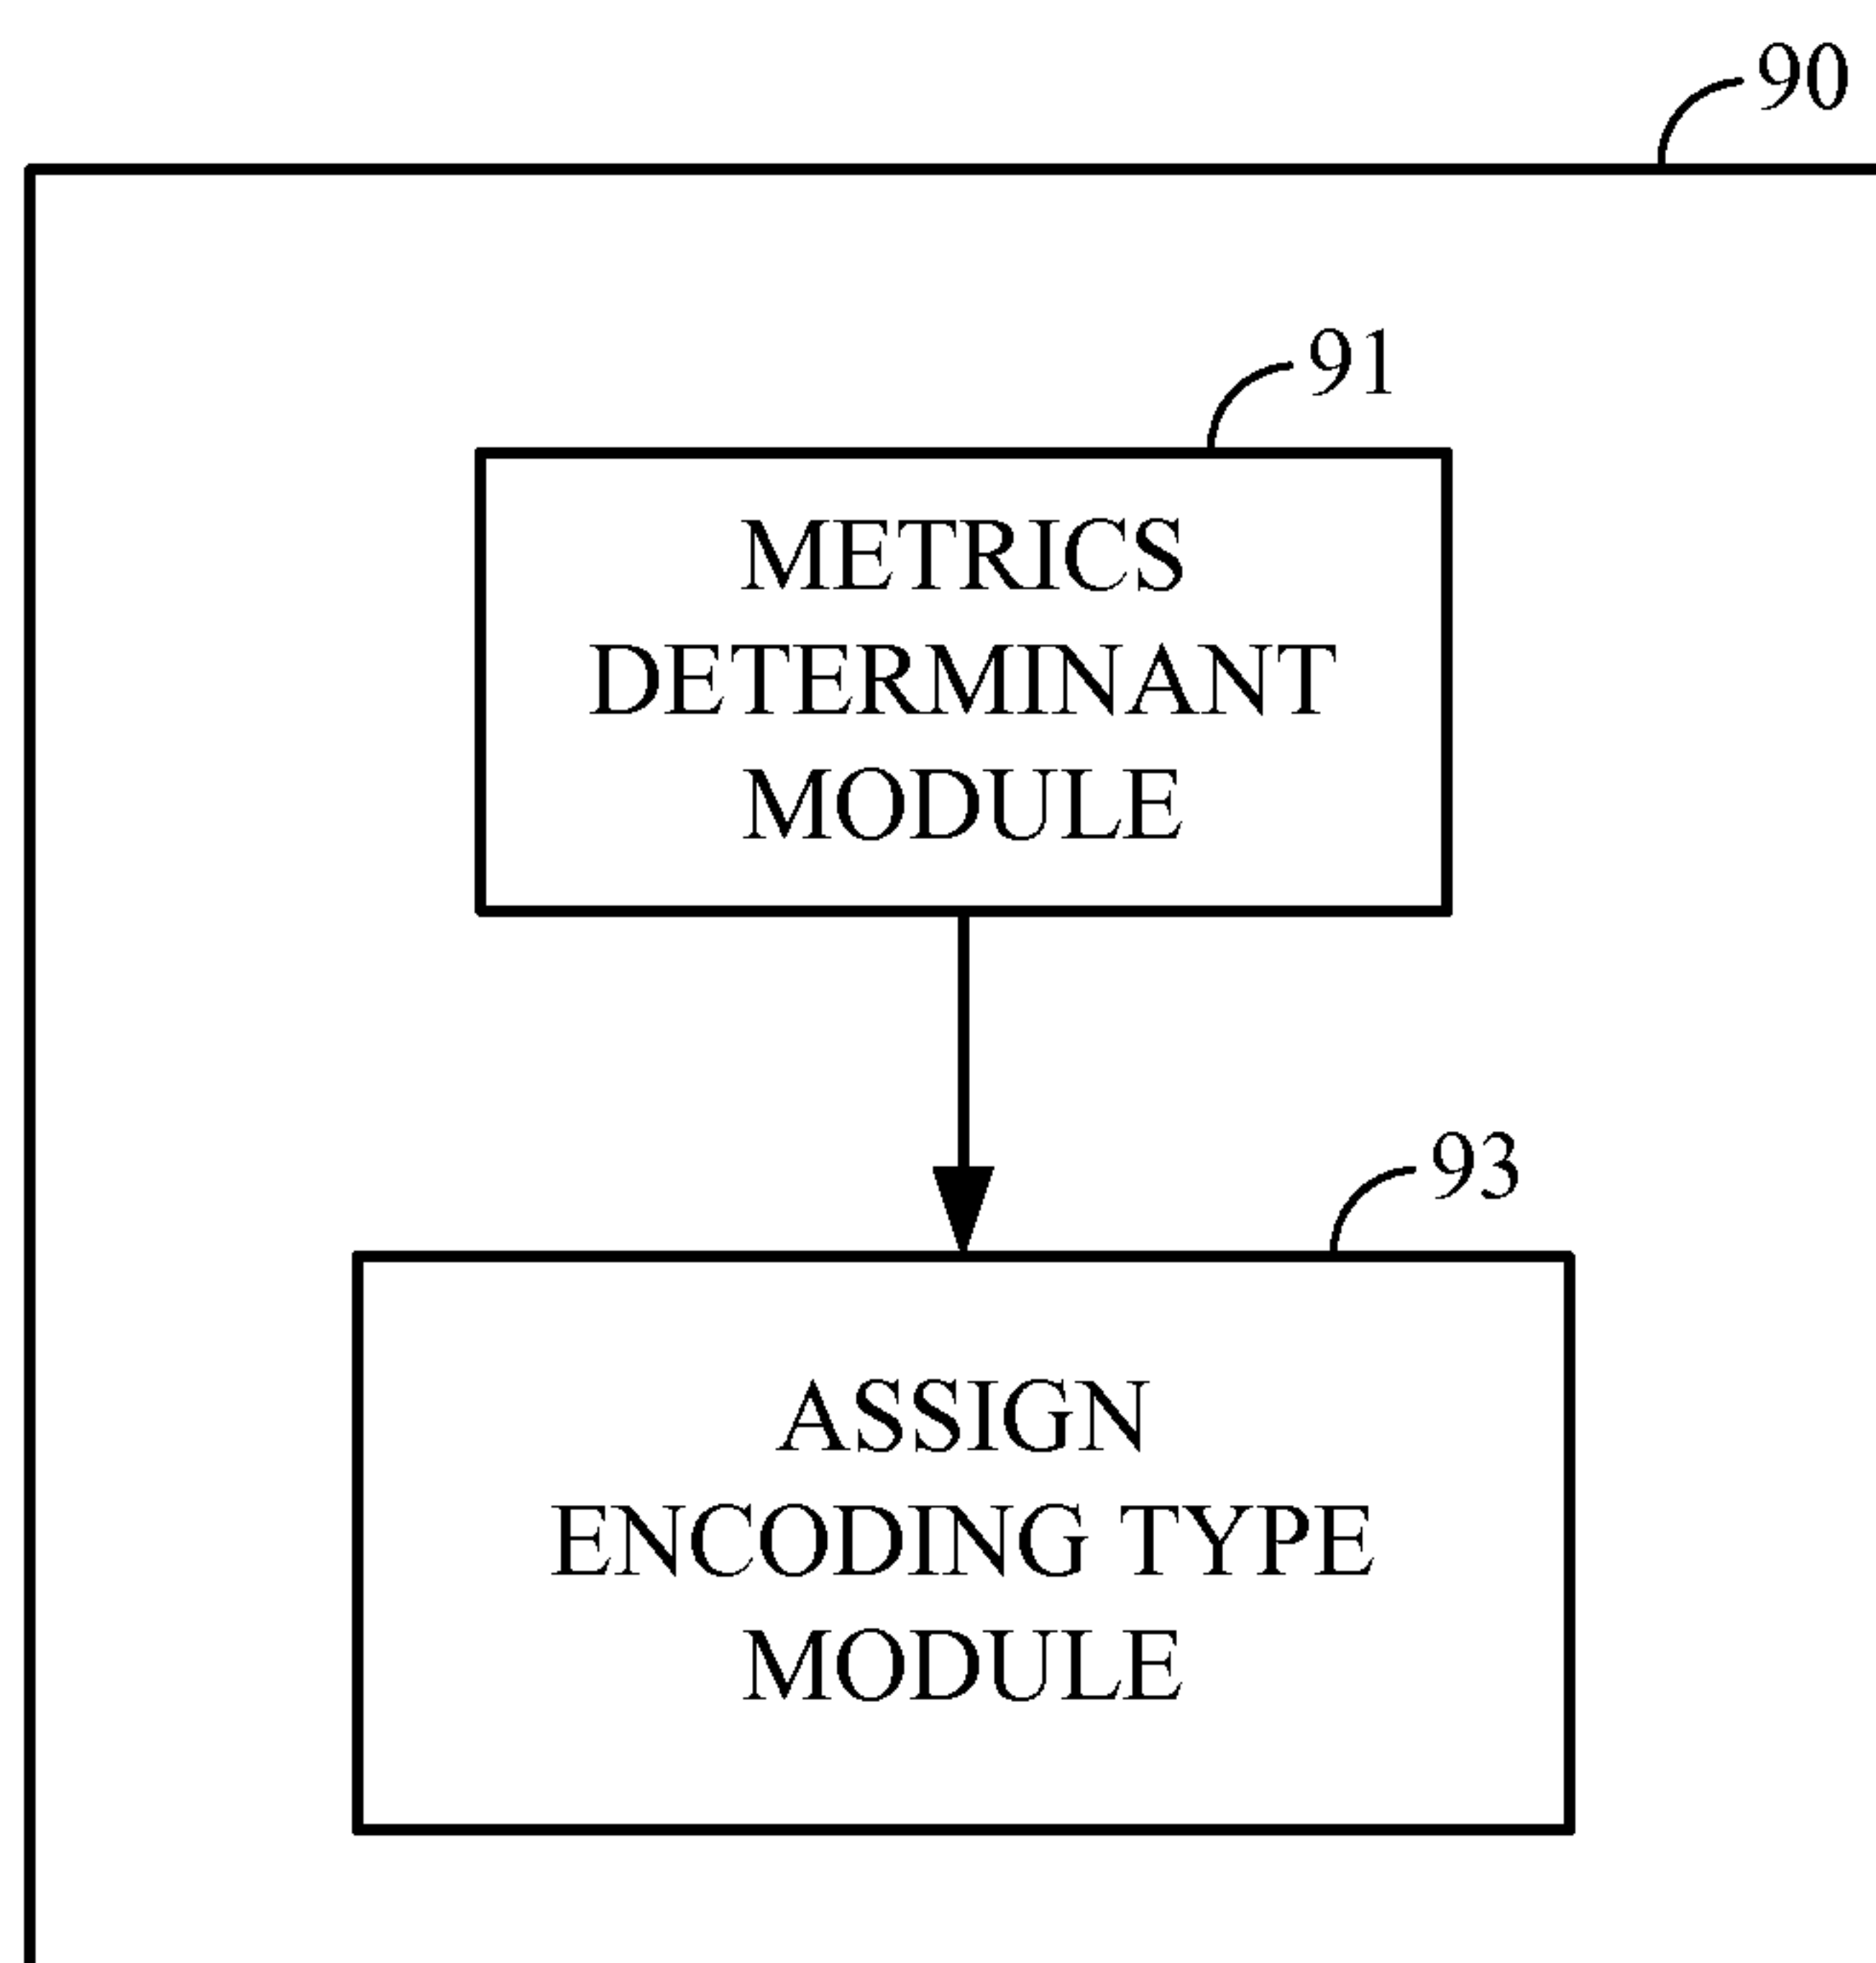 90
91
METRICS
DETERMINANT
MODULE
93
ASSIGN
ENCODING TYPE
MODULE